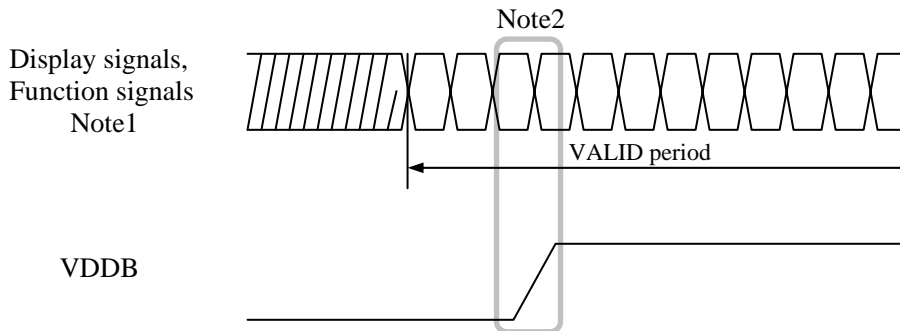 Note2
Display signals,
Function signals
Note1
VALID period
VDDB